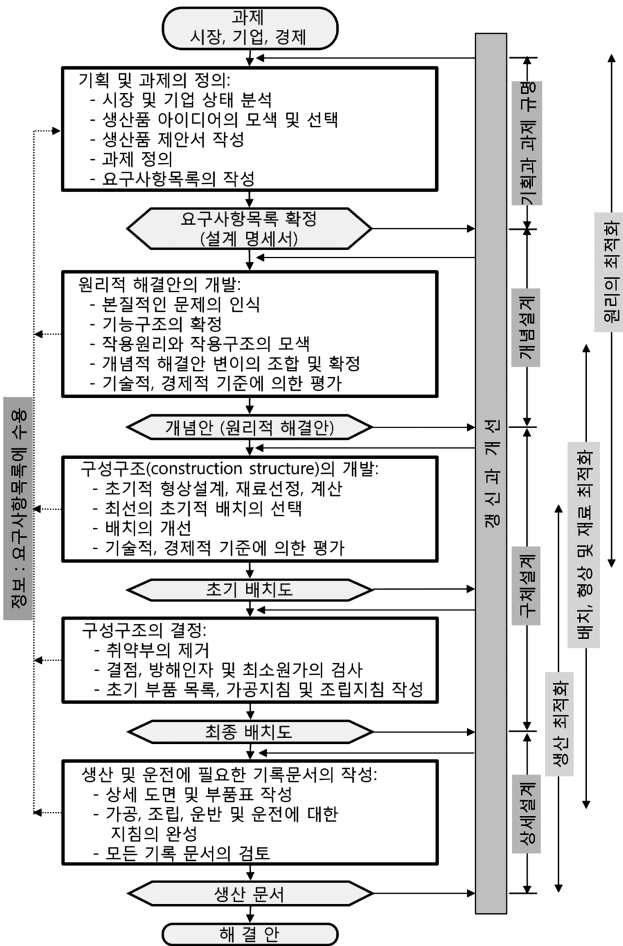 과제
시장, 기업, 경제
기획 및 과제의 정의:
- 시장 및 기업 상태 분석
- 생산품 아이디어의 모색 및 선택
- 생산품 제안서 작성
- 과제 정의
- 요구사항목록의 작성
요구사항목록 확정
(설계 명세서)
원리적 해결안의 개발:
- 본질적인 문제의 인식
- 기능구조의 확정
- 작용원리와 작용구조의 모색
- 개념적 해결안 변이의 조합 및 확정
- 기술적, 경제적 기준에 의한 평가
개념안 (원리적 해결안)
구성구조(construction structure)의 개발:
- 초기적 형상설계, 재료선정, 계산
- 최선의 초기적 배치의 선택
- 배치의 개선
- 기술적, 경제적 기준에 의한 평가
초기 배치도
구성구조의 결정:
- 취약부의 제거
- 결점, 방해인자 및 최소원가의 검사
- 초기 부품 목록, 가공지침 및 조립지침 작성
최종 배치도
생산 및 운전에 필요한 기록문서의 작성:
- 상세 도면 및 부품표 작성
- 가공, 조립, 운반 및 운전에 대한
지침의 완성
- 모든 기록 문서의 검토
생산 문서
해 결 안
정보 : 요구사항목록에 수용
갱신과 개선
기획과 과제 규명
개념설계
구체설계
상세설계
원리의 최적화
배치, 형상 및 재료 최적화
생산 최적화